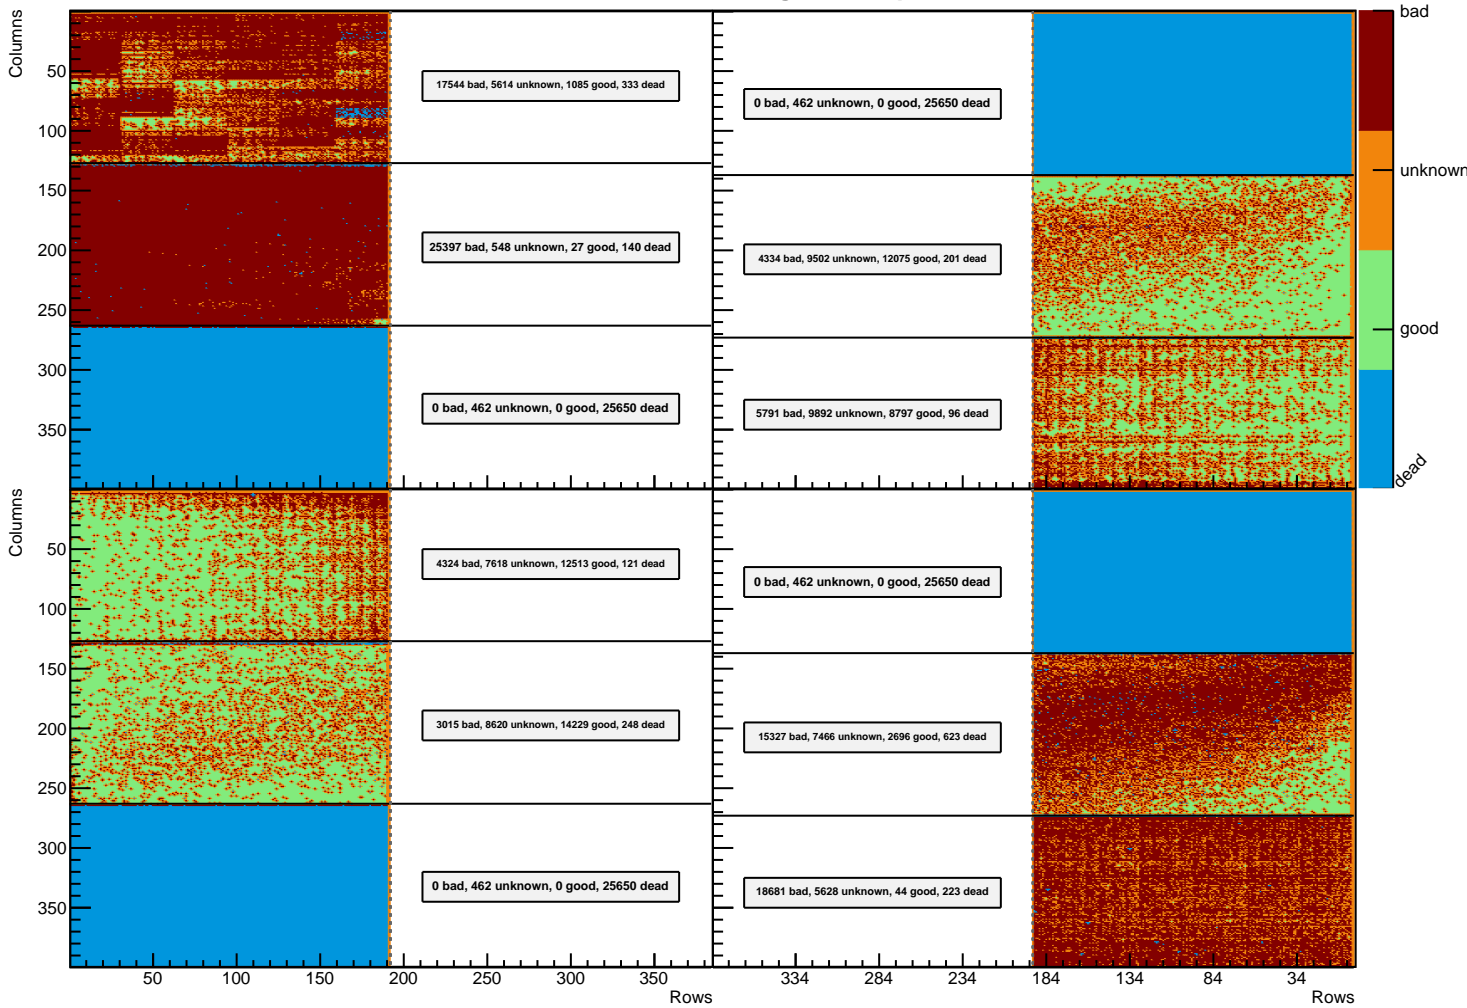 bad
unknown
good
dead
Columns
50
100
150
200
250
300
350
17544 bad, 5614 unknown, 1085 good, 333 dead
25397 bad, 548 unknown, 27 good, 140 dead
0 bad, 462 unknown, 0 good, 25650 dead
0 bad, 462 unknown, 0 good, 25650 dead
4334 bad, 9502 unknown, 12075 good, 201 dead
5791 bad, 9892 unknown, 8797 good, 96 dead
Columns
50
100
150
200
250
300
350
4324 bad, 7618 unknown, 12513 good, 121 dead
3015 bad, 8620 unknown, 14229 good, 248 dead
0 bad, 462 unknown, 0 good, 25650 dead
0 bad, 462 unknown, 0 good, 25650 dead
15327 bad, 7466 unknown, 2696 good, 623 dead
18681 bad, 5628 unknown, 44 good, 223 dead
50 100 150 200 250 300 350
Rows
334 284 234 184 134 84 34
Rows